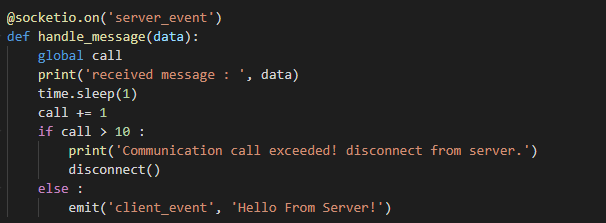 @socketio.on('server_event')
def handle_message(data):
    global call
    print('received message : ', data)
    time.sleep(1)
    call += 1
    if call > 10 :
        print('Communication call exceeded! disconnect from server.')
        disconnect()
    else :
        emit('client_event', 'Hello From Server!')